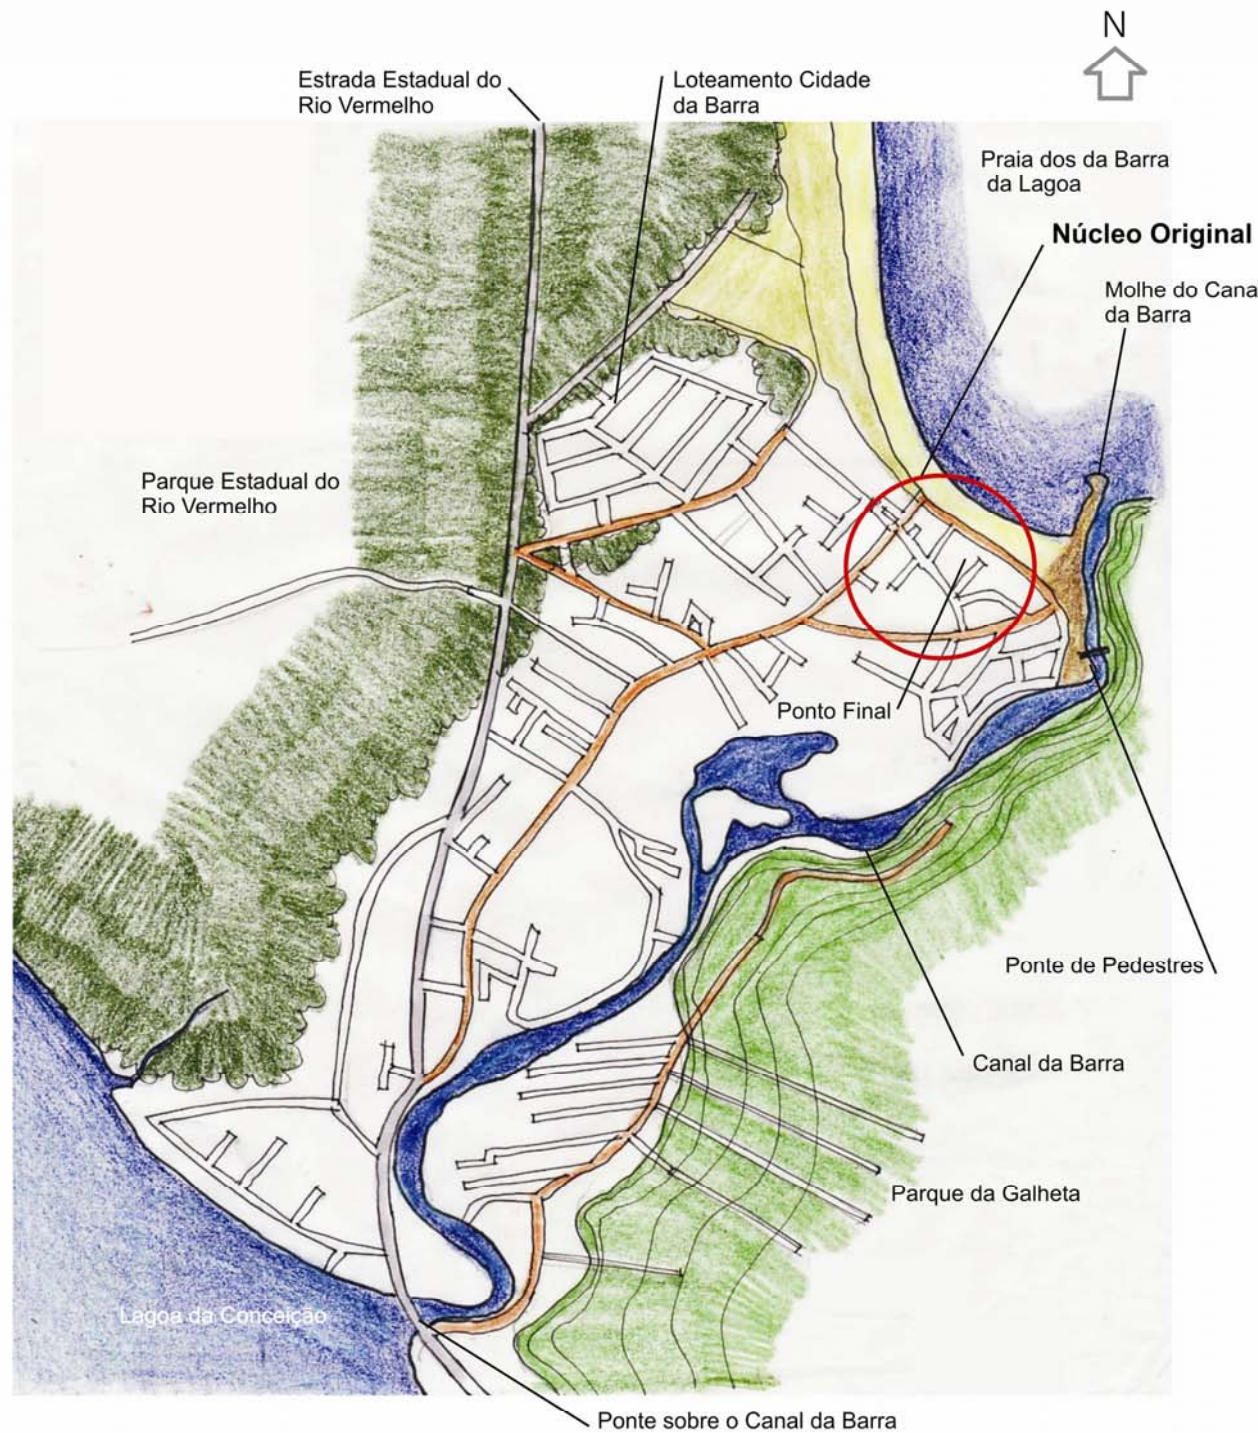 N
Estrada Estadual do
Rio Vermelho
Loteamento Cidade
da Barra
Praia dos da Barra
da Lagoa
Núcleo Original
Molhe do Cana
da Barra
Parque Estadual do
Rio Vermelho
Ponto Final
Ponte de Pedestres
Canal da Barra
Parque da Galheta
Lagoa da Conceição
Ponte sobre o Canal da Barra